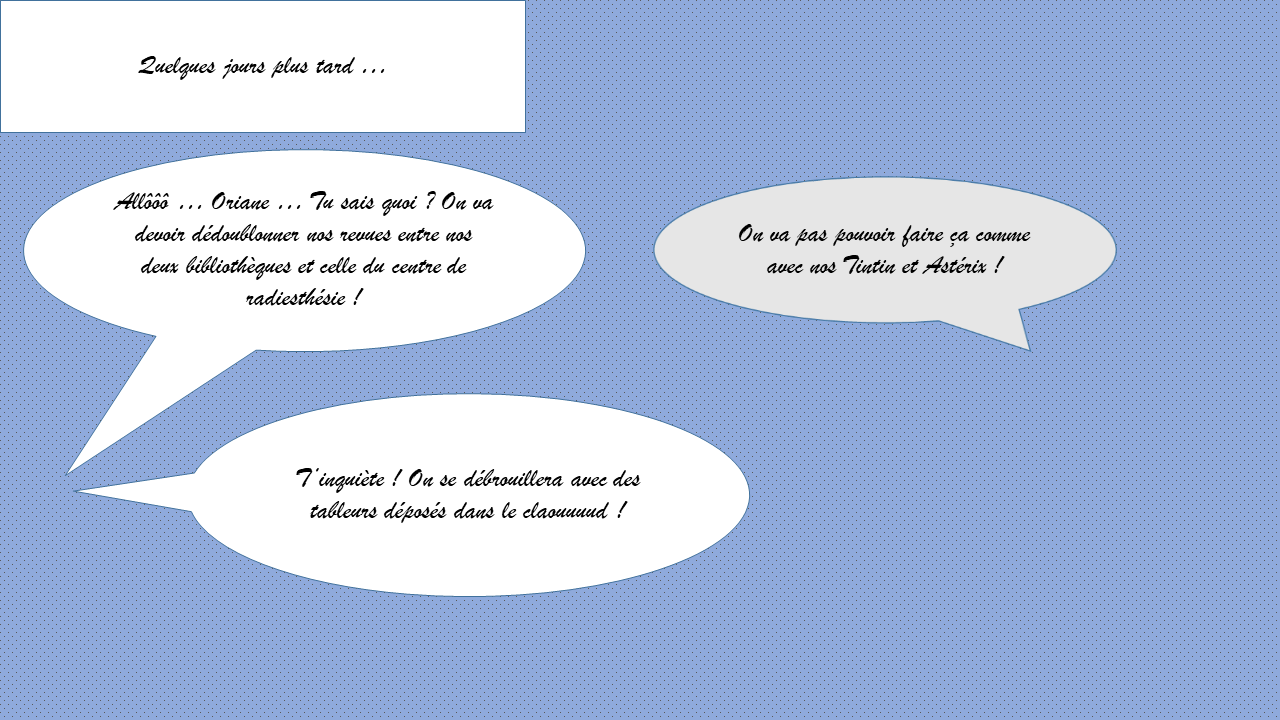 Quelques jours plus tard ...
Allôôô ... Oriane ... Tu sais quoi ? On va
devoir dédoublonner nos revues entre nos
deux bibliothèques et celle du centre de
radiesthésie !
On va pas pouvoir faire ça comme
avec nos Tintin et Astérix !
T'inquiète ! On se débrouillera avec des
tableurs déposés dans le claouuuud !